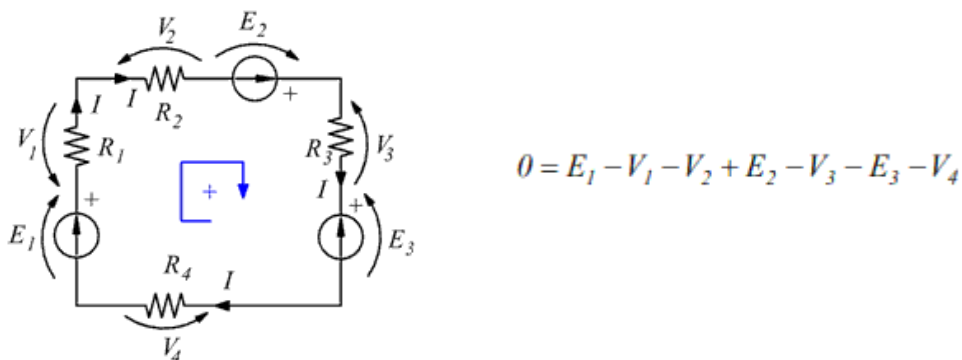 V₂
E₂
I
I
+
R₂
V₁
R₁
R₃
V₃
+
I
+
+
E₁
E₃
R₄
I
V₄
0 = E₁ − V₁ − V₂ + E₂ − V₃ − E₃ − V₄